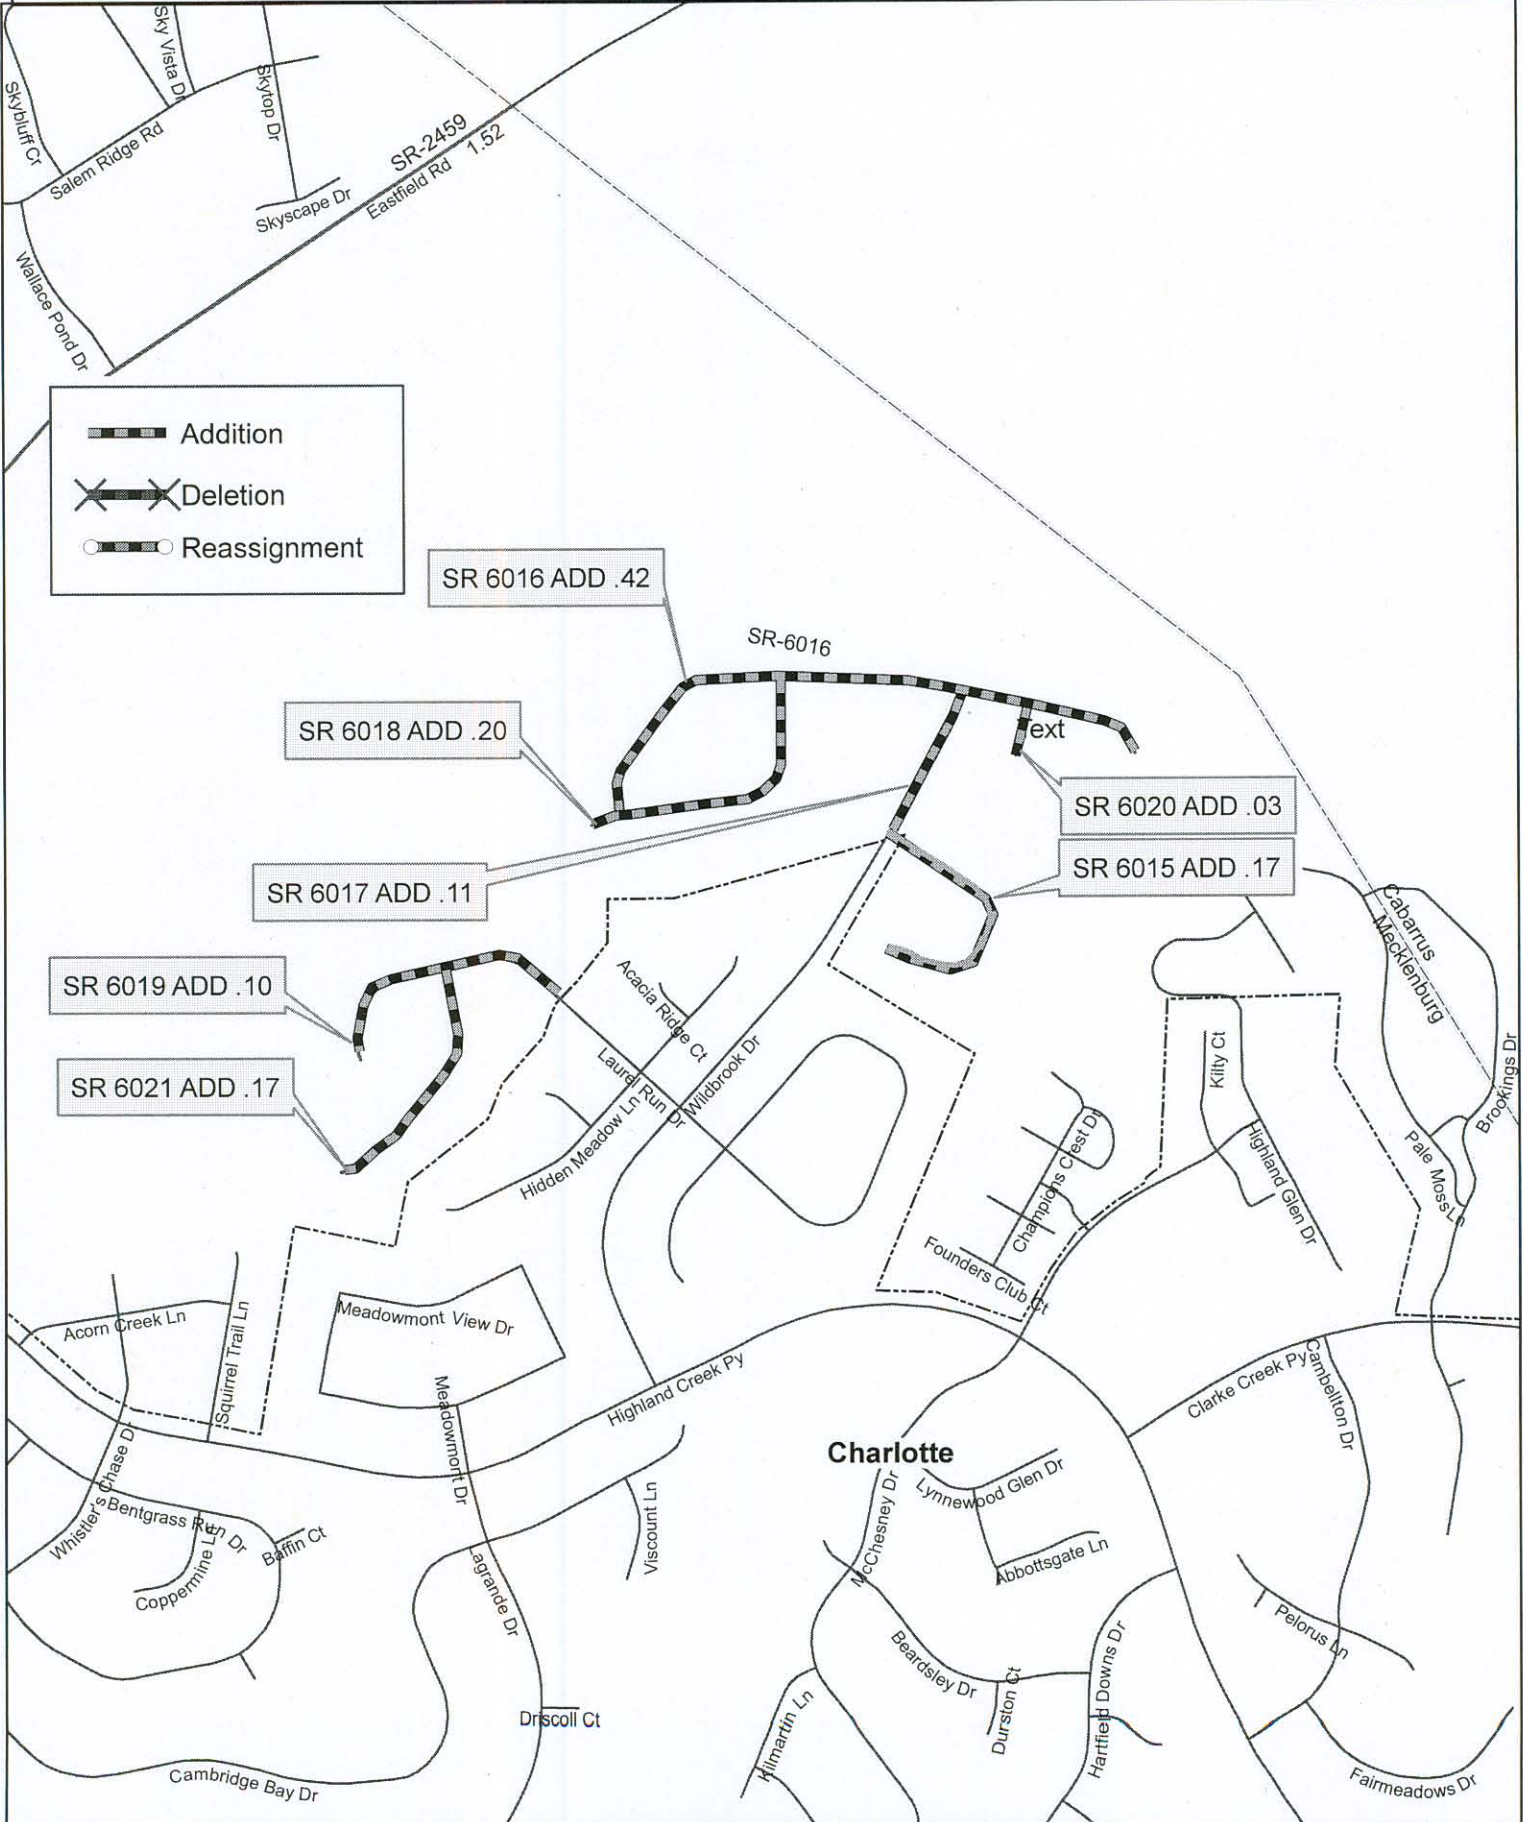 Sky Vista Dr
Skytop Dr
Skybluff Cr
Salem Ridge Rd
SR-2459
Eastfield Rd 1.52
Skyscape Dr
Wallace Pond Dr
Addition
Deletion
Reassignment
SR 6016 ADD .42
SR-6016
SR 6018 ADD .20
Text
SR 6020 ADD .03
SR 6017 ADD .11
SR 6015 ADD .17
Cabarrus
Mecklenburg
SR 6019 ADD .10
Acacia Ridge Ct
SR 6021 ADD .17
Laurel Run Dr
Wildbrook Dr
Kilty Ct
Brookings Dr
Hidden Meadow Ln
Champions Crest Dr
Highland Glen Dr
Pale Moss Ln
Founders Club Ct
Acorn Creek Ln
Squirrel Trail Ln
Meadowmont View Dr
Meadowmont Dr
Highland Creek Py
Clarke Creek Py
Cambellton Dr
Charlotte
Whistler's Chase Dr
Bentgrass Run Dr
Coppermine Ln
Baffin Ct
Viscount Ln
McChesney Dr
Lynnewood Glen Dr
Abbottsgate Ln
Lagrande Dr
Pelorus Ln
Beardsley Dr
Durston Ct
Hartfield Downs Dr
Driscoll Ct
Kilmartin Ln
Cambridge Bay Dr
Fairmeadows Dr